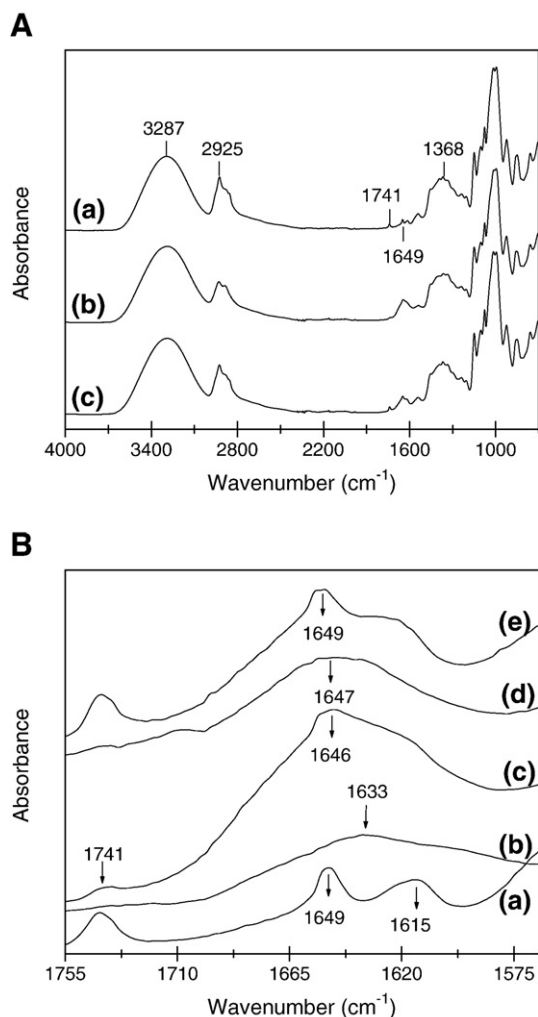 A
3287
2925
1368
1741
(a)
1649
Absorbance
(b)
(c)
4000 3400 2800 2200 1600 1000
Wavenumber (cm-1)
B
(e)
1649
(d)
1647
1646
Absorbance
(c)
1633
1741
(b)
(a)
1649 1615
1755 1710 1665 1620 1575
Wavenumber (cm-1)